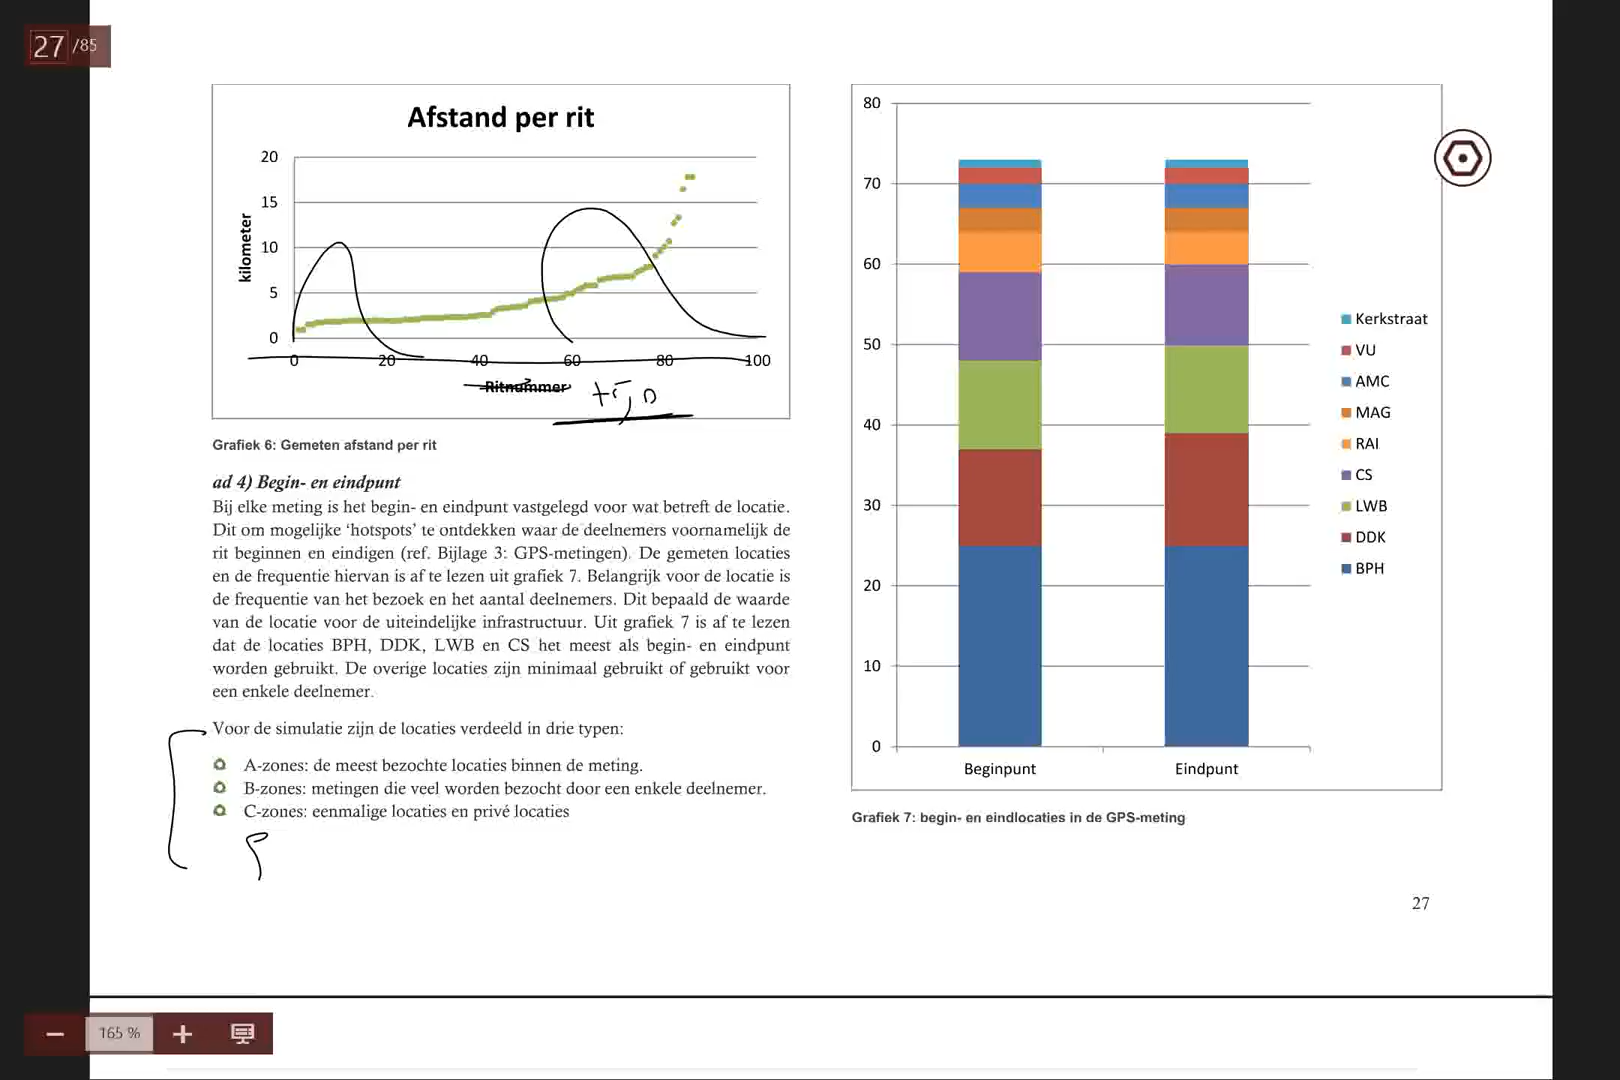 27 /85
Afstand per rit
20
15
10
5
0
kilometer
0 20 40 60 80 100
Ritnummer
Grafiek 6: Gemeten afstand per rit
ad 4) Begin- en eindpunt
Bij elke meting is het begin- en eindpunt vastgelegd voor wat betreft de locatie.
Dit om mogelijke ‘hotspots’ te ontdekken waar de deelnemers voornamelijk de
rit beginnen en eindigen (ref. Bijlage 3: GPS-metingen). De gemeten locaties
en de frequentie hiervan is af te lezen uit grafiek 7. Belangrijk voor de locatie is
de frequentie van het bezoek en het aantal deelnemers. Dit bepaald de waarde
van de locatie voor de uiteindelijke infrastructuur. Uit grafiek 7 is af te lezen
dat de locaties BPH, DDK, LWB en CS het meest als begin- en eindpunt
worden gebruikt. De overige locaties zijn minimaal gebruikt of gebruikt voor
een enkele deelnemer.
Voor de simulatie zijn de locaties verdeeld in drie typen:
A-zones: de meest bezochte locaties binnen de meting.
B-zones: metingen die veel worden bezocht door een enkele deelnemer.
C-zones: eenmalige locaties en privé locaties
80
70
60
50
40
30
20
10
0
Beginpunt Eindpunt
Kerkstraat
VU
AMC
MAG
RAI
CS
LWB
DDK
BPH
Grafiek 7: begin- en eindlocaties in de GPS-meting
27
165 %